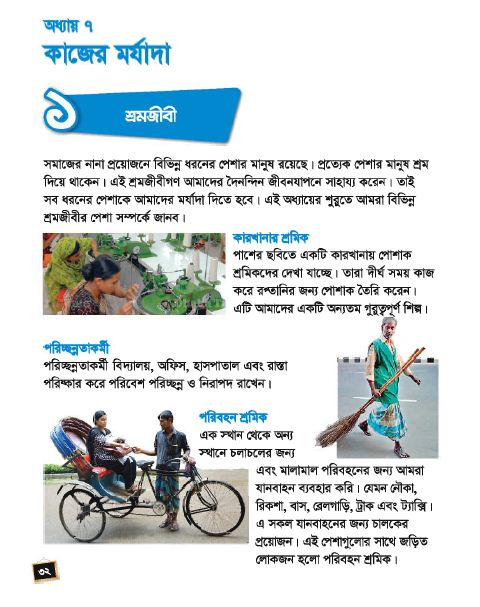 অধ্যায় ৭
কাজের মর্যাদা
১
শ্রমজীবী
সমাজের নানা প্রয়োজনে বিভিন্ন ধরনের পেশার মানুষ রয়েছে। প্রত্যেক পেশার মানুষ শ্রম
দিয়ে থাকেন। এই শ্রমজীবীগণ আমাদের দৈনন্দিন জীবনযাপনে সাহায্য করেন। তাই
সব ধরনের পেশাকে আমাদের মর্যাদা দিতে হবে। এই অধ্যায়ের শুরুতে আমরা বিভিন্ন
শ্রমজীবীর পেশা সম্পর্কে জানব।
কারখানার শ্রমিক
পাশের ছবিতে একটি কারখানায় পোশাক
শ্রমিকদের দেখা যাচ্ছে। তারা দীর্ঘ সময় কাজ
করে রপ্তানির জন্য পোশাক তৈরি করেন।
এটি আমাদের একটি অন্যতম গুরুত্বপূর্ণ শিল্প।
পরিচ্ছন্নতাকর্মী
পরিচ্ছন্নতাকর্মী বিদ্যালয়, অফিস, হাসপাতাল এবং রাস্তা
পরিষ্কার করে পরিবেশ পরিচ্ছন্ন ও নিরাপদ রাখেন।
পরিবহন শ্রমিক
এক স্থান থেকে অন্য
স্থানে চলাচলের জন্য
এবং মালামাল পরিবহনের জন্য আমরা
যানবাহন ব্যবহার করি। যেমন নৌকা,
রিকশা, বাস, রেলগাড়ি, ট্রাক এবং ট্যাক্সি।
এ সকল যানবাহনের জন্য চালকের
প্রয়োজন। এই পেশাগুলোর সাথে জড়িত
লোকজন হলো পরিবহন শ্রমিক।
৩২